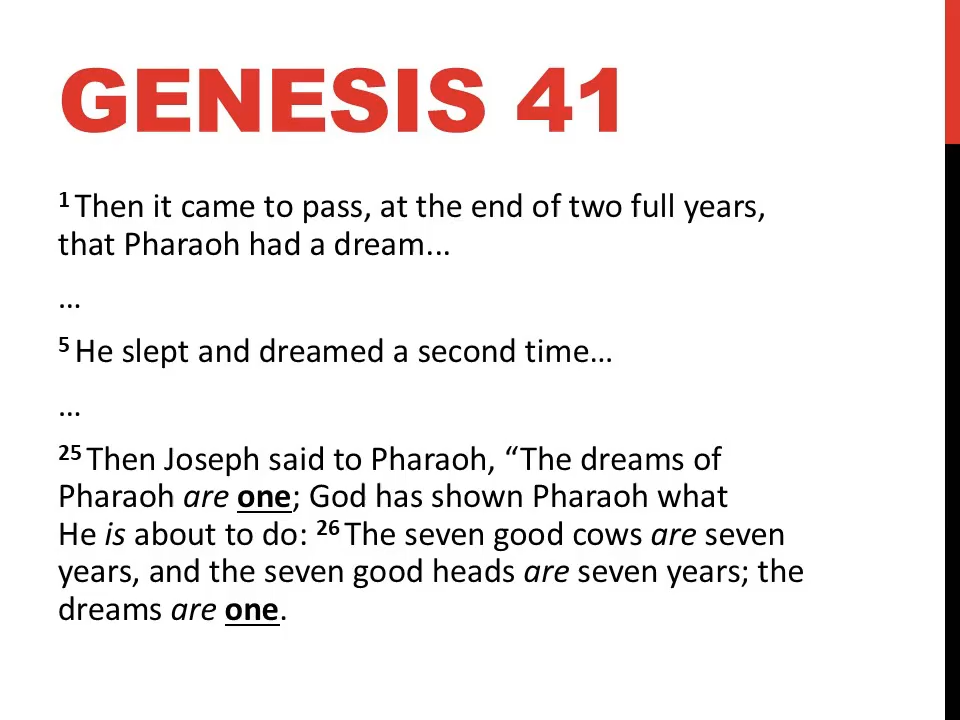 GENESIS 41
1 Then it came to pass, at the end of two full years,
that Pharaoh had a dream...
…
5 He slept and dreamed a second time…
…
25 Then Joseph said to Pharaoh, “The dreams of
Pharaoh are one; God has shown Pharaoh what
He is about to do: 26 The seven good cows are seven
years, and the seven good heads are seven years; the
dreams are one.